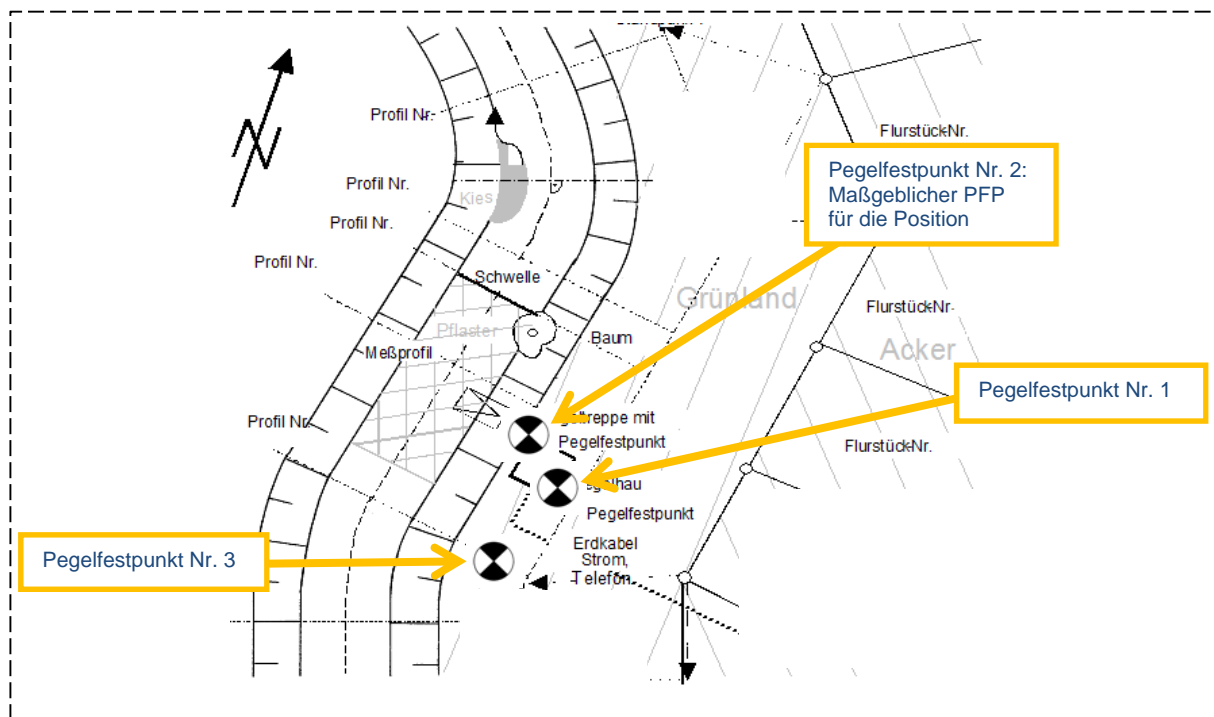 Profil Nr.
Flurstück-Nr.
Pegelfestpunkt Nr. 2:
Maßgeblicher PFP
für die Position
Profil Nr.
Kies
Profil Nr.
Profil Nr.
Schwelle
Grünland
Flurstück-Nr.
Pflaster
Baum
Meßprofil
Acker
Pegelfestpunkt Nr. 1
Profil Nr.
mit
Pegelfestpunkt
Flurstück-Nr.
Pegelfestpunkt
Erdkabel
Strom,
Telefon
Pegelfestpunkt Nr. 3